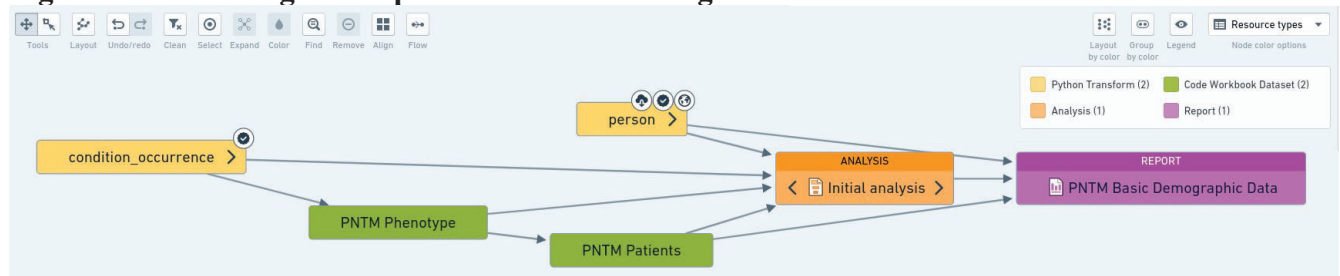 Tools
Layout
Undo/redo
Clean
Select
Expand
Color
Find
Remove
Align
Flow
Layout
by color
Group
by color
Legend
Resource types
Node color options
Python Transform (2)
Code Workbook Dataset (2)
Analysis (1)
Report (1)
person
condition_occurrence
ANALYSIS
Initial analysis
REPORT
PNTM Basic Demographic Data
PNTM Phenotype
PNTM Patients